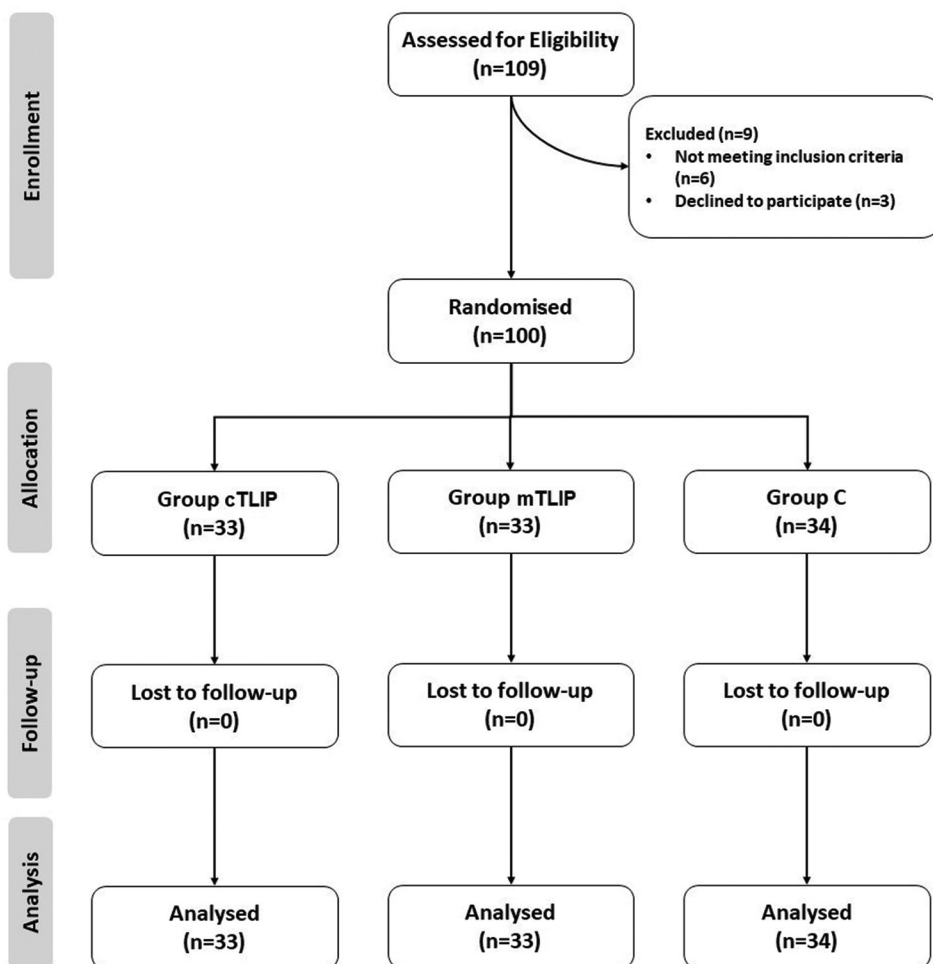 Enrollment
Assessed for Eligibility
(n=109)
Excluded (n=9)
• Not meeting inclusion criteria
(n=6)
• Declined to participate (n=3)
Randomised
(n=100)
Allocation
Group cTLIP
(n=33)
Group mTLIP
(n=33)
Group C
(n=34)
Follow-up
Lost to follow-up
(n=0)
Lost to follow-up
(n=0)
Lost to follow-up
(n=0)
Analysis
Analysed
(n=33)
Analysed
(n=33)
Analysed
(n=34)